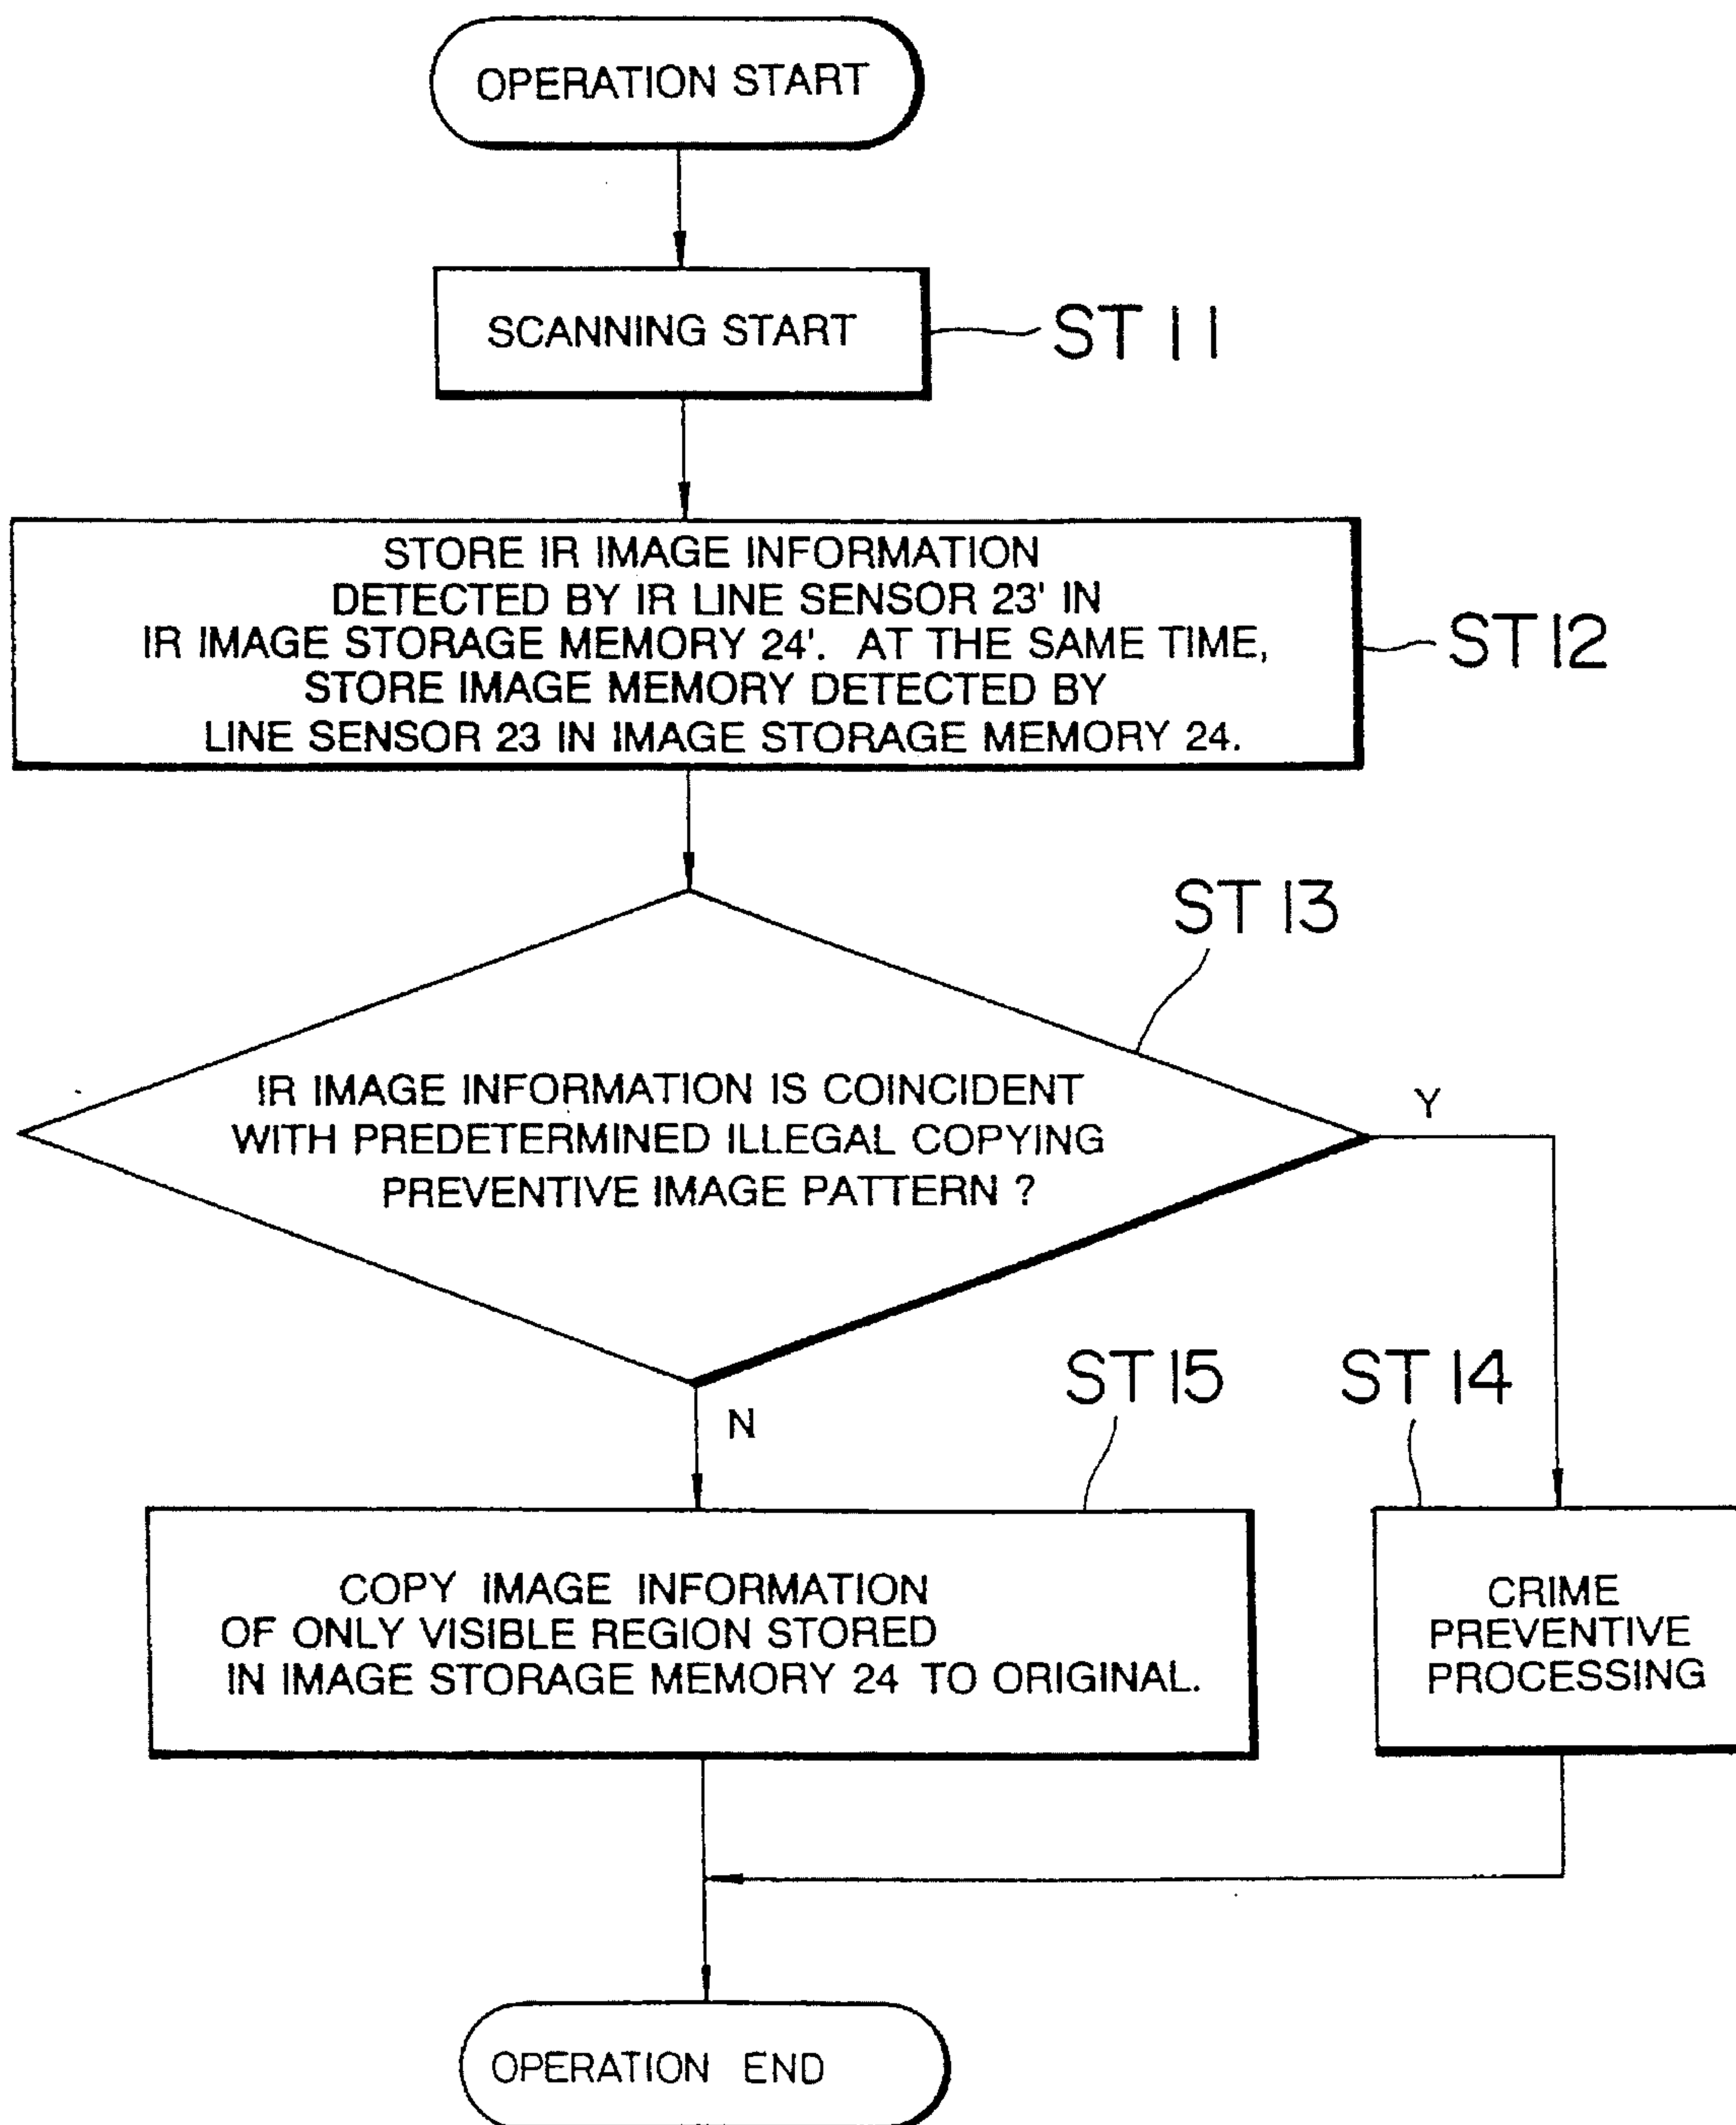 OPERATION START
SCANNING START
ST 11
STORE IR IMAGE INFORMATION
DETECTED BY IR LINE SENSOR 23' IN
IR IMAGE STORAGE MEMORY 24'. AT THE SAME TIME,
STORE IMAGE MEMORY DETECTED BY
LINE SENSOR 23 IN IMAGE STORAGE MEMORY 24.
ST 12
ST 13
IR IMAGE INFORMATION IS COINCIDENT
WITH PREDETERMINED ILLEGAL COPYING
PREVENTIVE IMAGE PATTERN ?
Y
N
ST 15
ST 14
COPY IMAGE INFORMATION
OF ONLY VISIBLE REGION STORED
IN IMAGE STORAGE MEMORY 24 TO ORIGINAL.
CRIME
PREVENTIVE
PROCESSING
OPERATION END